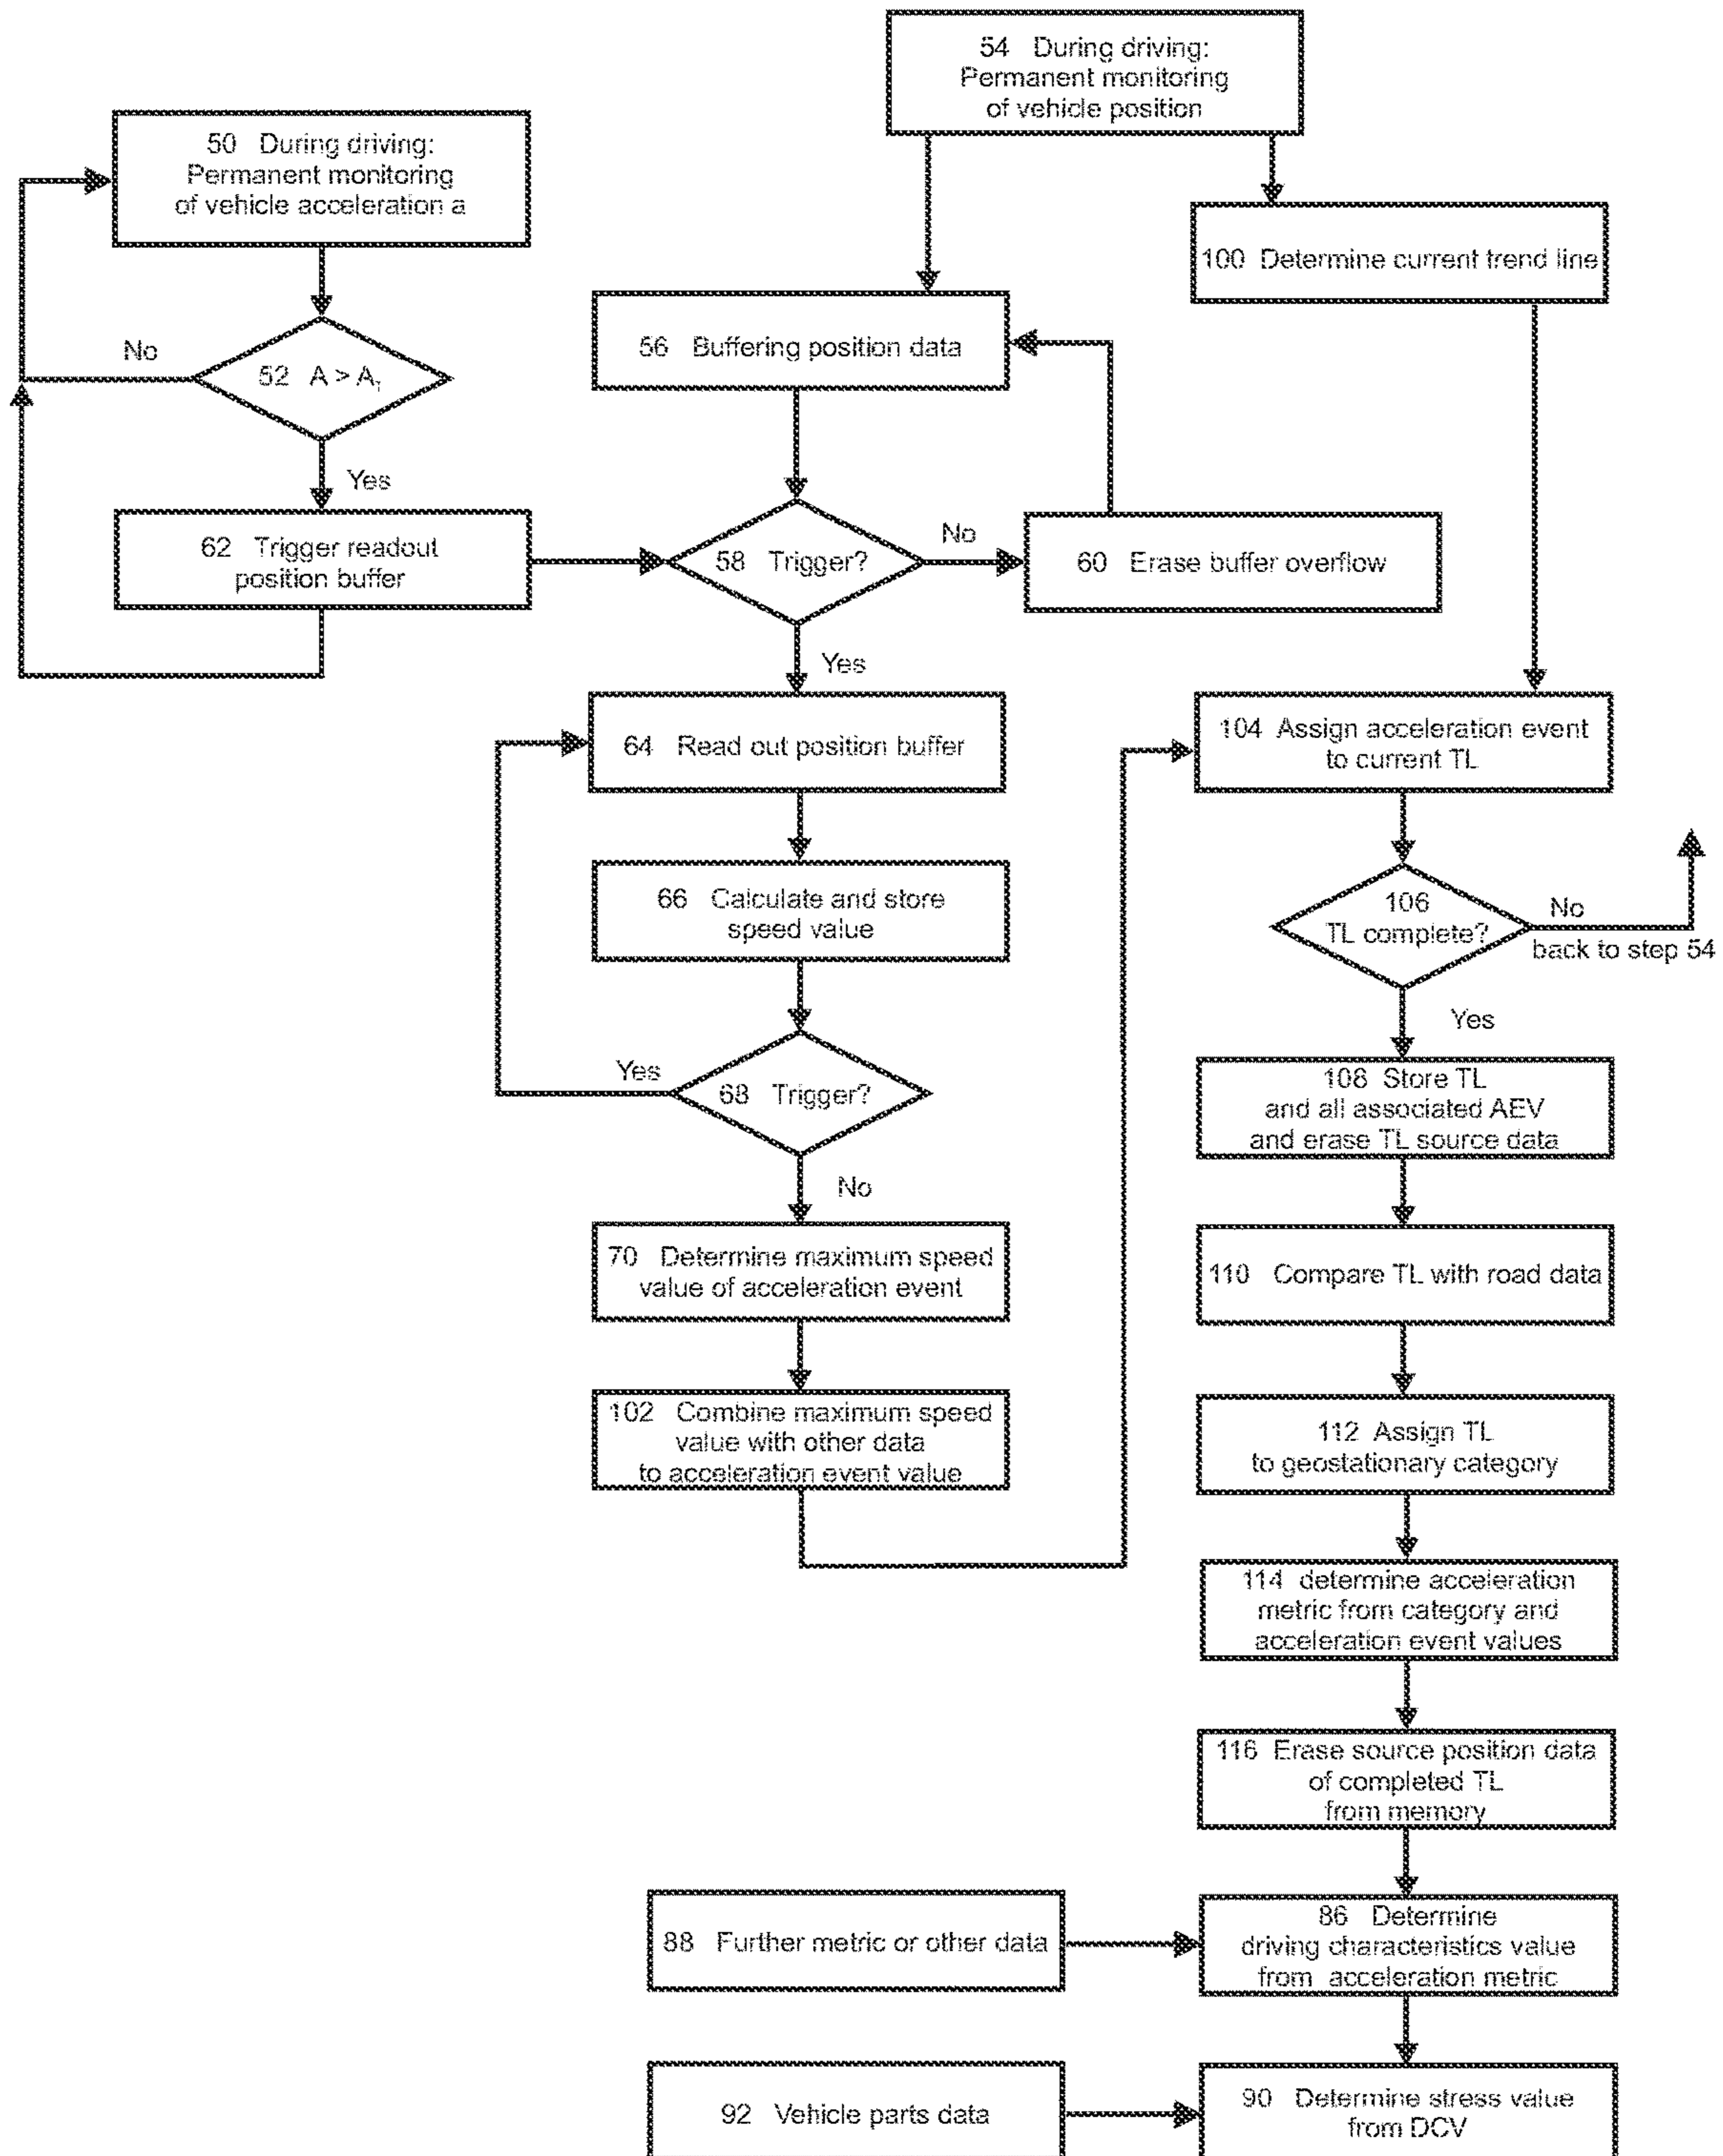 54 During driving:
Permanent monitoring
of vehicle position
50 During driving:
Permanent monitoring
of vehicle acceleration a
100 Determine current trend line
56 Buffering position data
No
52 A > A_T
Yes
62 Trigger readout
position buffer
58 Trigger?
No
60 Erase buffer overflow
Yes
64 Read out position buffer
104 Assign acceleration event
to current TL
66 Calculate and store
speed value
106
TL complete?
No
back to step 54
Yes
68 Trigger?
Yes
No
108 Store TL
and all associated AEV
and erase TL source data
70 Determine maximum speed
value of acceleration event
110 Compare TL with road data
102 Combine maximum speed
value with other data
to acceleration event value
112 Assign TL
to geostationary category
114 determine acceleration
metric from category and
acceleration event values
116 Erase source position data
of completed TL
from memory
88 Further metric or other data
86 Determine
driving characteristics value
from acceleration metric
92 Vehicle parts data
90 Determine stress value
from DCV